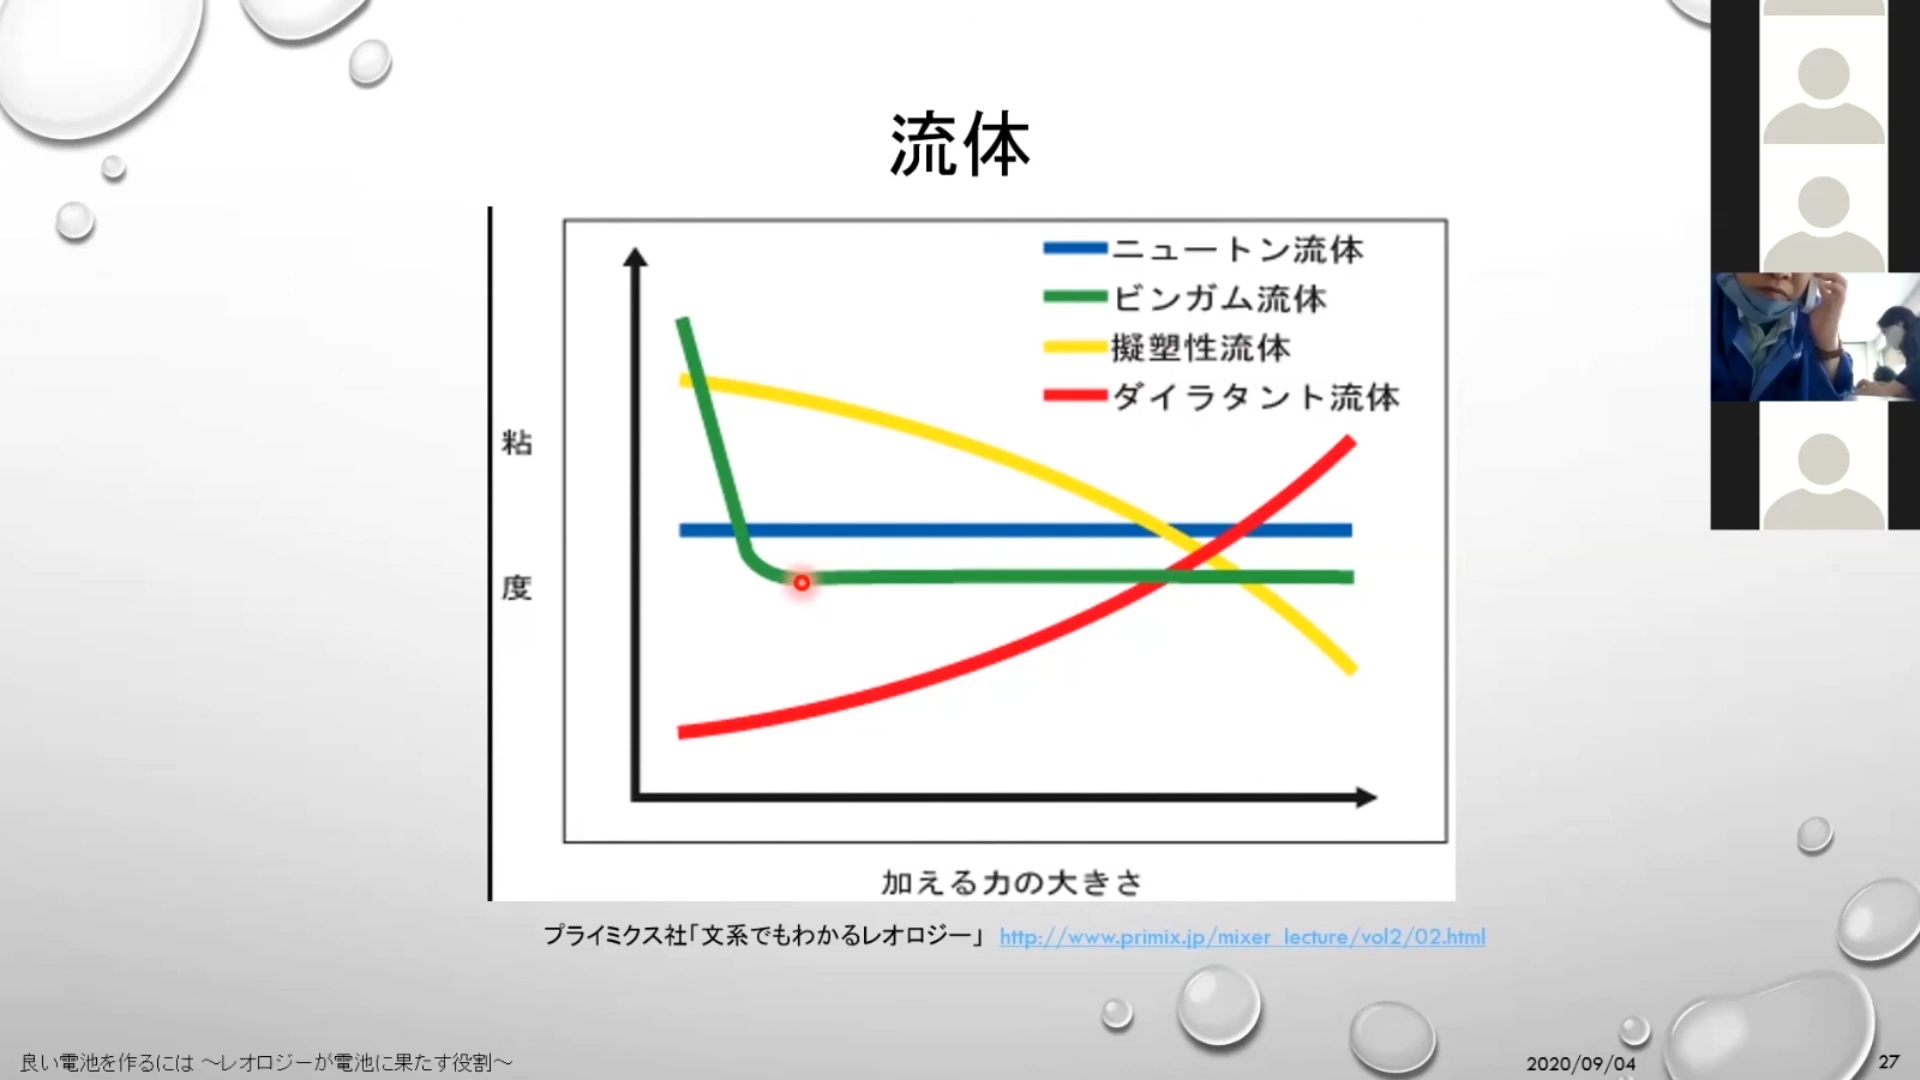 流体
ニュートン流体
ビンガム流体
擬塑性流体
ダイラタント流体
粘
度
加える力の大きさ
プライミクス社「文系でもわかるレオロジー」 http://www.primix.jp/mixer_lecture/vol2/02.html
良い電池を作るには ～レオロジーが電池に果たす役割～
2020/09/04
27